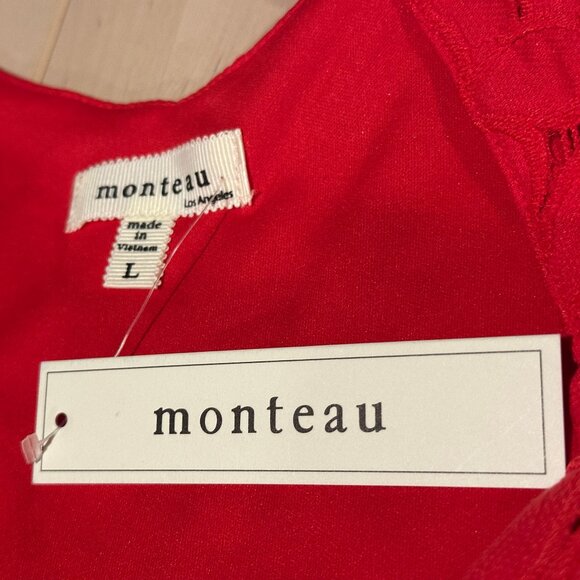 monteau
Los Angeles
made
in
Vietnam
L
monteau